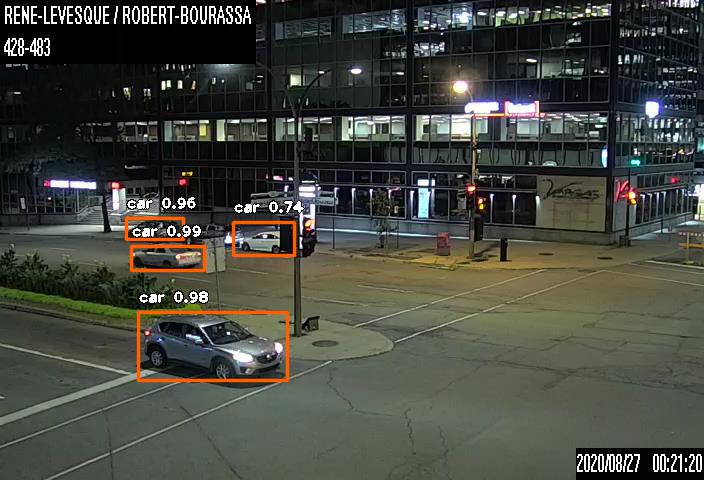 RENE-LEVESQUE / ROBERT-BOURASSA
428-483
car 0.96
car 0.74
car 0.99
car 0.98
2020/08/27 00:21:20